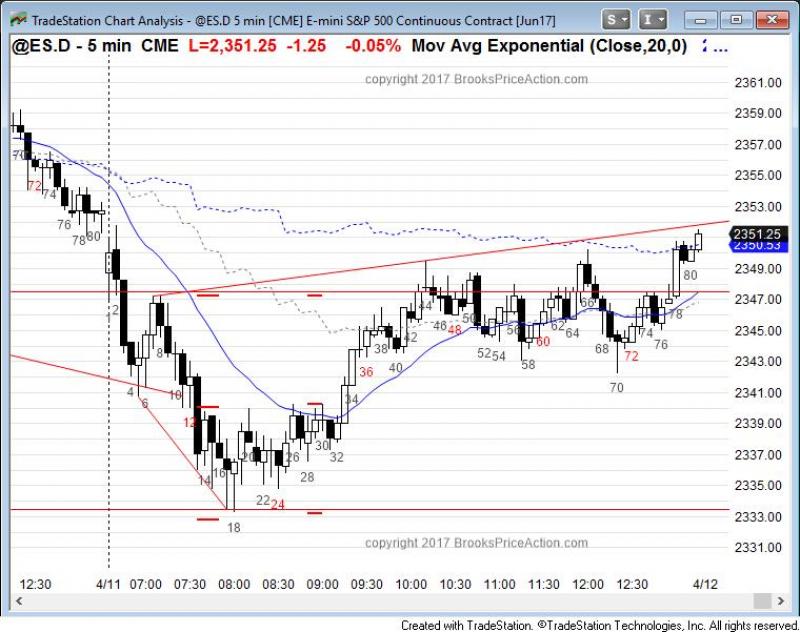 TradeStation Chart Analysis - @ES.D 5 min [CME] E-mini S&P 500 Continuous Contract [Jun17]
S I
@ES.D - 5 min CME L=2,351.25 -1.25 -0.05% Mov Avg Exponential (Close,20,0) ...
copyright 2017 BrooksPriceAction.com
2361.00
2359.00
2357.00
2355.00
2353.00
2351.25
2350.53
2349.00
2347.00
2345.00
2343.00
2341.00
2339.00
2337.00
2335.00
2333.00
2331.00
70 72 74 76 78 80
2 4 6 8 10 12 14 16 18 20 22 24 26 28 30 32 34 36 38 40 42 44 46 48 50 52 54 56 58 60 62 64 66 68 70 72 74 76 78 80
copyright 2017 BrooksPriceAction.com
12:30 4/11 07:00 07:30 08:00 08:30 09:00 09:30 10:00 10:30 11:00 11:30 12:00 12:30 4/12
Created with TradeStation. ©TradeStation Technologies, Inc. All rights reserved.